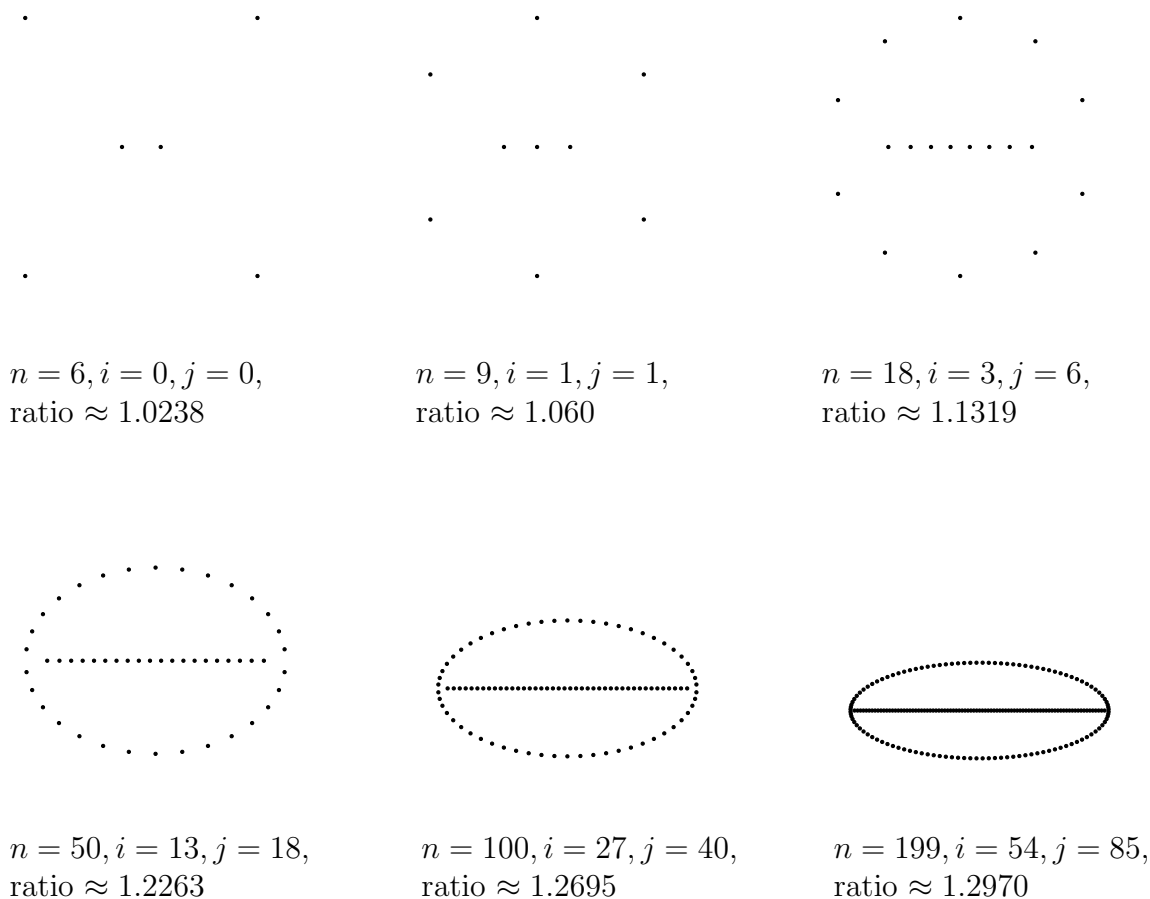 n = 6, i = 0, j = 0,
ratio ≈ 1.0238
n = 9, i = 1, j = 1,
ratio ≈ 1.060
n = 18, i = 3, j = 6,
ratio ≈ 1.1319
n = 50, i = 13, j = 18,
ratio ≈ 1.2263
n = 100, i = 27, j = 40,
ratio ≈ 1.2695
n = 199, i = 54, j = 85,
ratio ≈ 1.2970